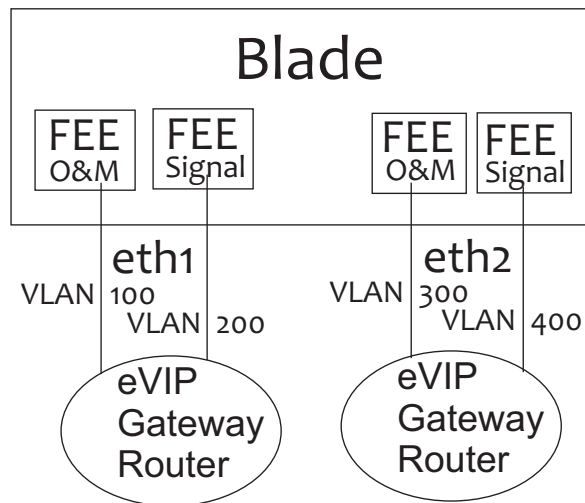 Blade
FEE
O&M
FEE
Signal
FEE
O&M
FEE
Signal
eth1
VLAN 100
VLAN 200
eth2
VLAN 300
VLAN 400
eVIP
Gateway
Router
eVIP
Gateway
Router